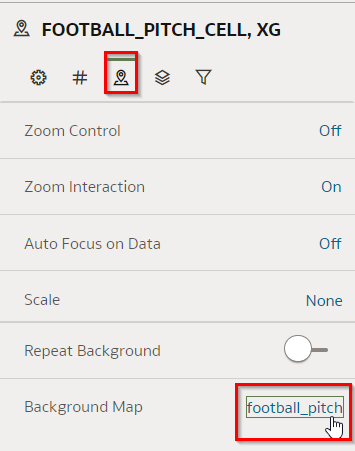 FOOTBALL_PITCH_CELL, XG
#
Zoom Control Off
Zoom Interaction On
Auto Focus on Data Off
Scale None
Repeat Background
Background Map football_pitch